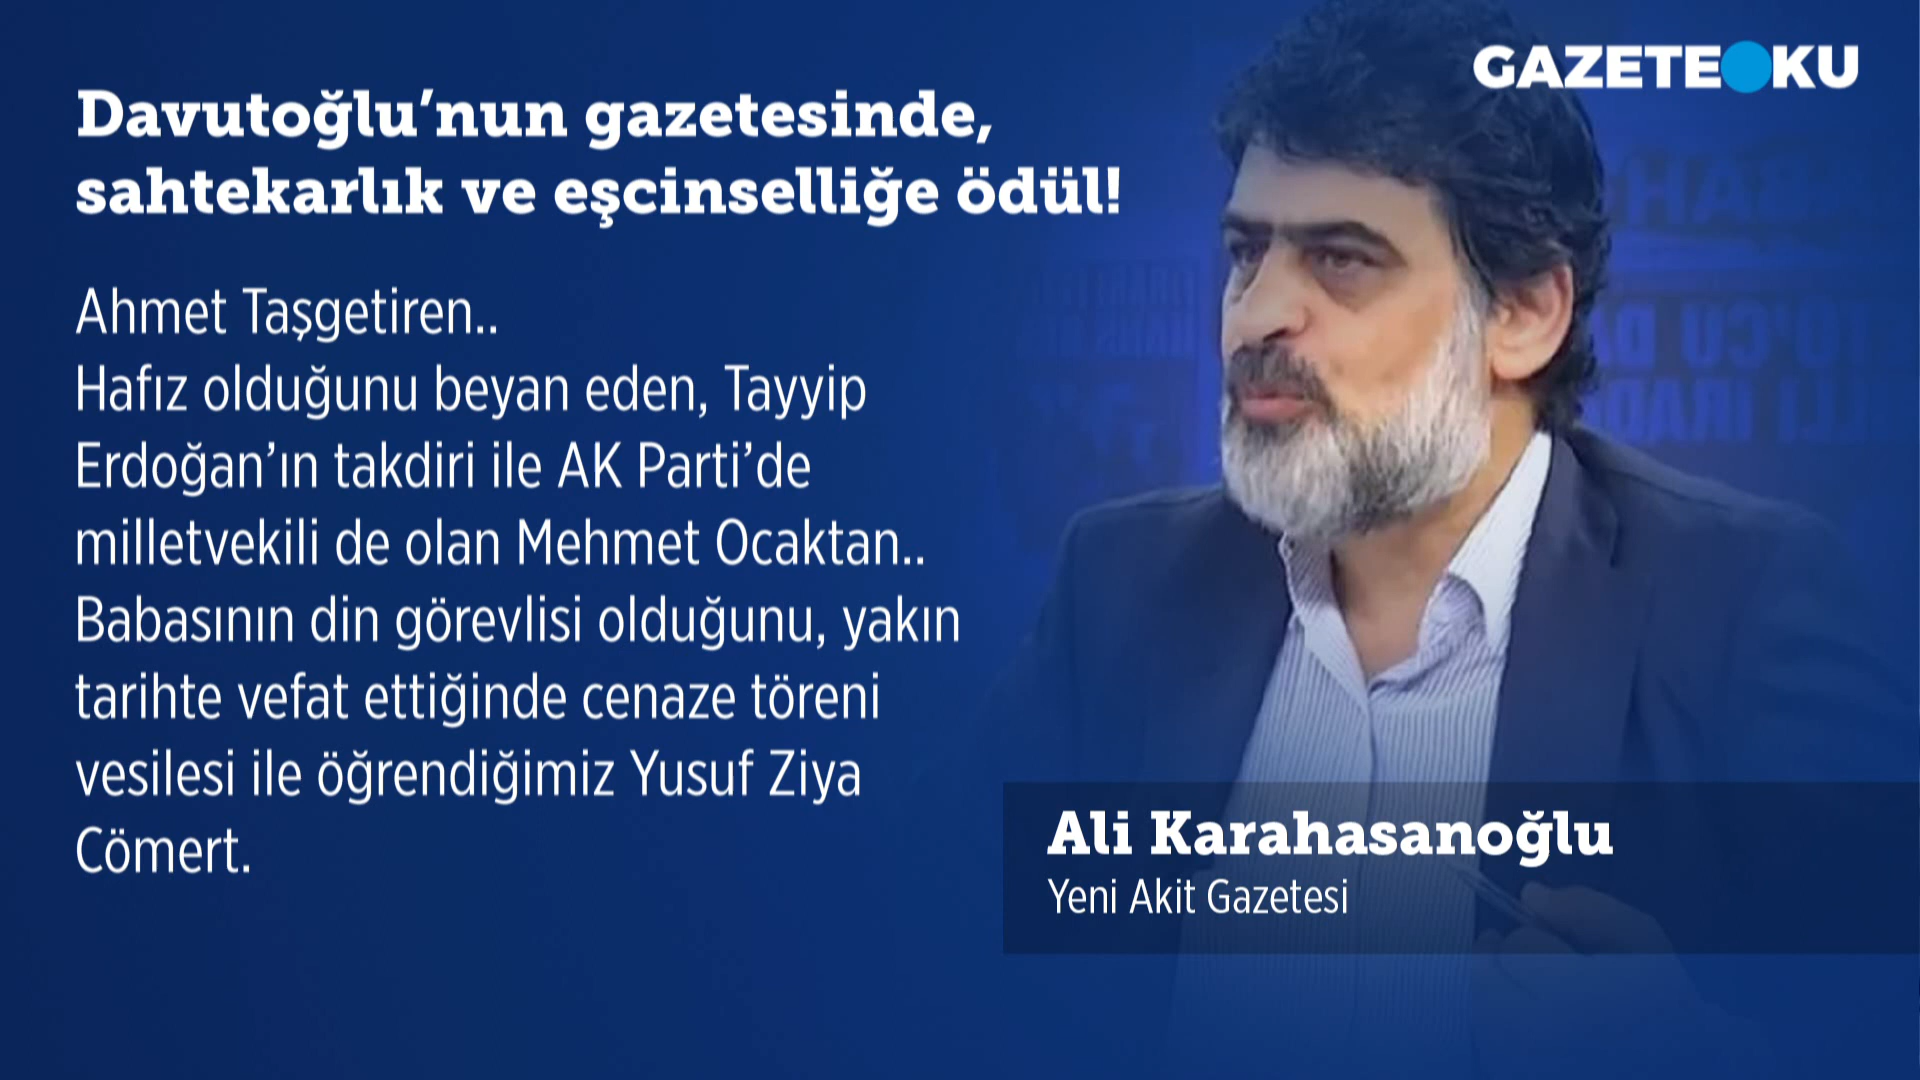 GAZETE KU
Davutoğlu’nun gazetesinde,
sahtekarlık ve eşcinselliğe ödül!
Ahmet Taşgetiren..
Hafız olduğunu beyan eden, Tayyip
Erdoğan’ın takdiri ile AK Parti’de
milletvekili de olan Mehmet Ocaktan..
Babasının din görevlisi olduğunu, yakın
tarihte vefat ettiğinde cenaze töreni
vesilesi ile öğrendiğimiz Yusuf Ziya
Cömert.
Ali Karahasanoğlu
Yeni Akit Gazetesi